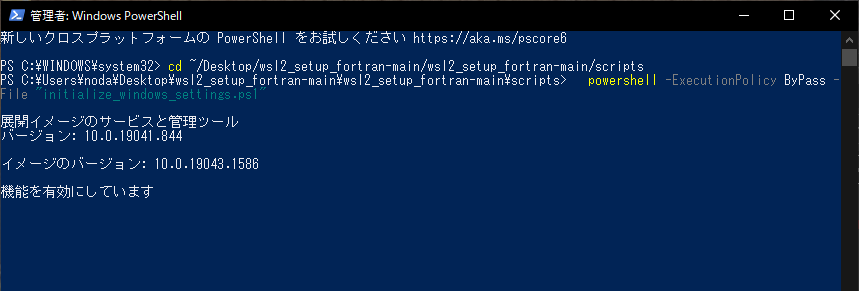 管理者: Windows PowerShell
新しいクロスプラットフォームの PowerShell をお試しください https://aka.ms/pscore6
PS C:¥WINDOWS¥system32> cd ~/Desktop/wsl2_setup_fortran-main/wsl2_setup_fortran-main/scripts
PS C:¥Users¥noda¥Desktop¥wsl2_setup_fortran-main¥wsl2_setup_fortran-main¥scripts>   powershell -ExecutionPolicy ByPass -
File "initialize_windows_settings.ps1"
展開イメージのサービスと管理ツール
バージョン: 10.0.19041.844
イメージのバージョン: 10.0.19043.1586
機能を有効にしています